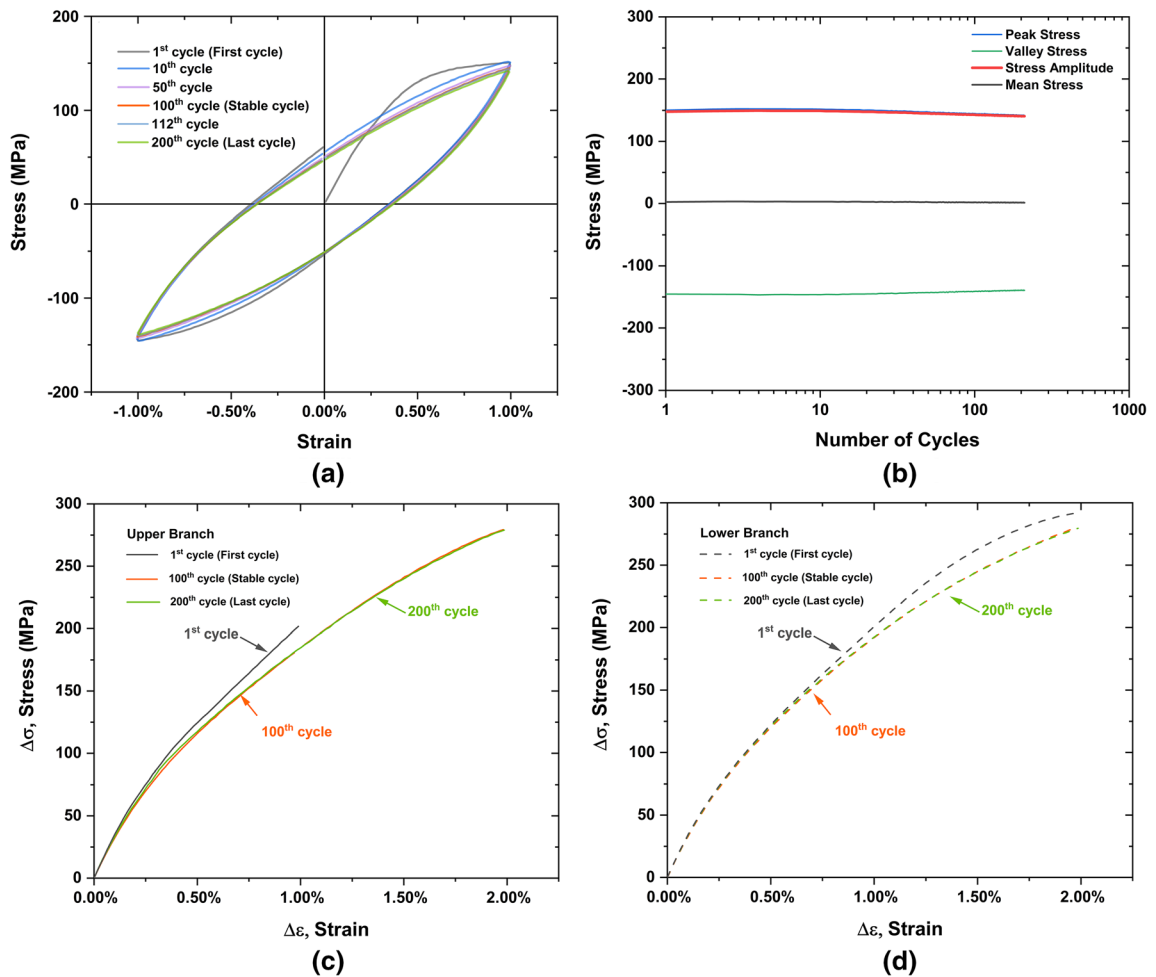 200
100
0
-100
-200
Stress (MPa)
1st cycle (First cycle)
10th cycle
50th cycle
100th cycle (Stable cycle)
112th cycle
200th cycle (Last cycle)
-1.00% -0.50% 0.00% 0.50% 1.00%
Strain
(a)
300
200
100
0
-100
-200
-300
Stress (MPa)
Peak Stress
Valley Stress
Stress Amplitude
Mean Stress
1 10 100 1000
Number of Cycles
(b)
300
250
200
150
100
50
0
Δσ, Stress (MPa)
Upper Branch
1st cycle (First cycle)
100th cycle (Stable cycle)
200th cycle (Last cycle)
1st cycle
200th cycle
100th cycle
0.00% 0.50% 1.00% 1.50% 2.00%
Δε, Strain
(c)
300
250
200
150
100
50
0
Δσ, Stress (MPa)
Lower Branch
1st cycle (First cycle)
100th cycle (Stable cycle)
200th cycle (Last cycle)
1st cycle
200th cycle
100th cycle
0.00% 0.50% 1.00% 1.50% 2.00%
Δε, Strain
(d)